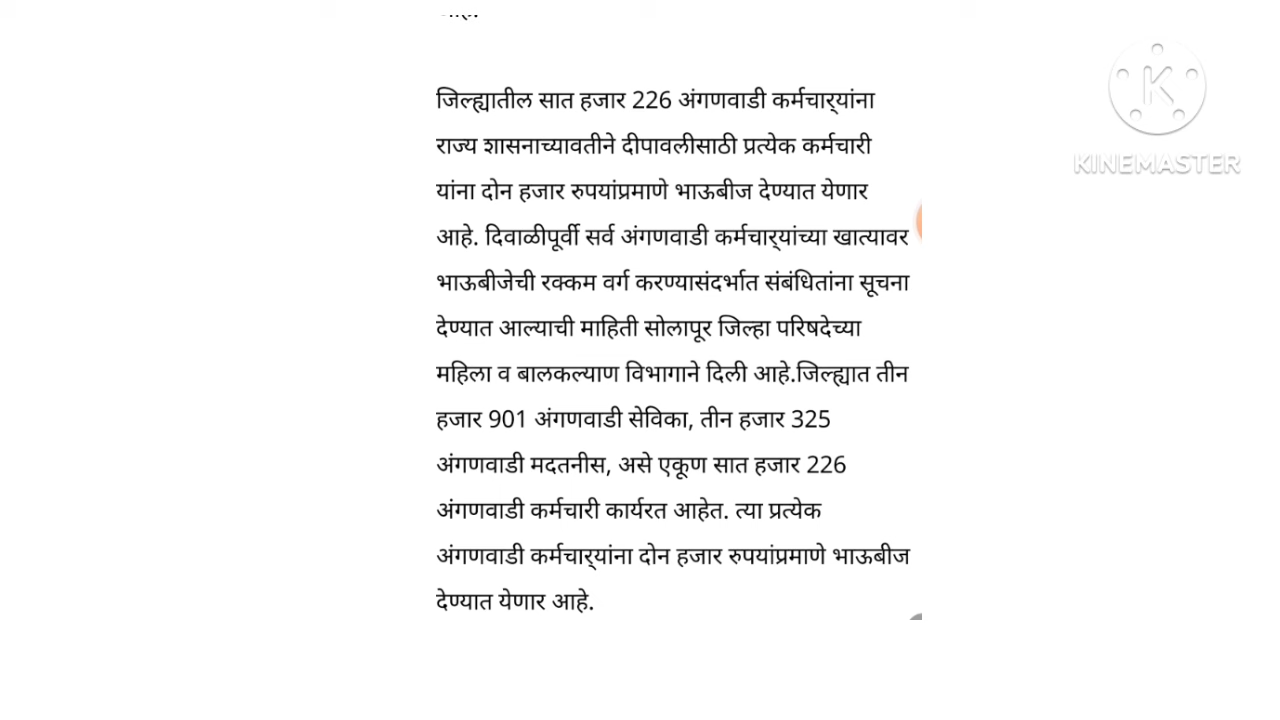 जिल्ह्यातील सात हजार 226 अंगणवाडी कर्मचाऱ्यांना
राज्य शासनाच्यावतीने दीपावलीसाठी प्रत्येक कर्मचारी
यांना दोन हजार रुपयांप्रमाणे भाऊबीज देण्यात येणार
आहे. दिवाळीपूर्वी सर्व अंगणवाडी कर्मचाऱ्यांच्या खात्यावर
भाऊबीजेची रक्कम वर्ग करण्यासंदर्भात संबंधितांना सूचना
देण्यात आल्याची माहिती सोलापूर जिल्हा परिषदेच्या
महिला व बालकल्याण विभागाने दिली आहे.जिल्ह्यात तीन
हजार 901 अंगणवाडी सेविका, तीन हजार 325
अंगणवाडी मदतनीस, असे एकूण सात हजार 226
अंगणवाडी कर्मचारी कार्यरत आहेत. त्या प्रत्येक
अंगणवाडी कर्मचाऱ्यांना दोन हजार रुपयांप्रमाणे भाऊबीज
देण्यात येणार आहे.
K
KINEMASTER